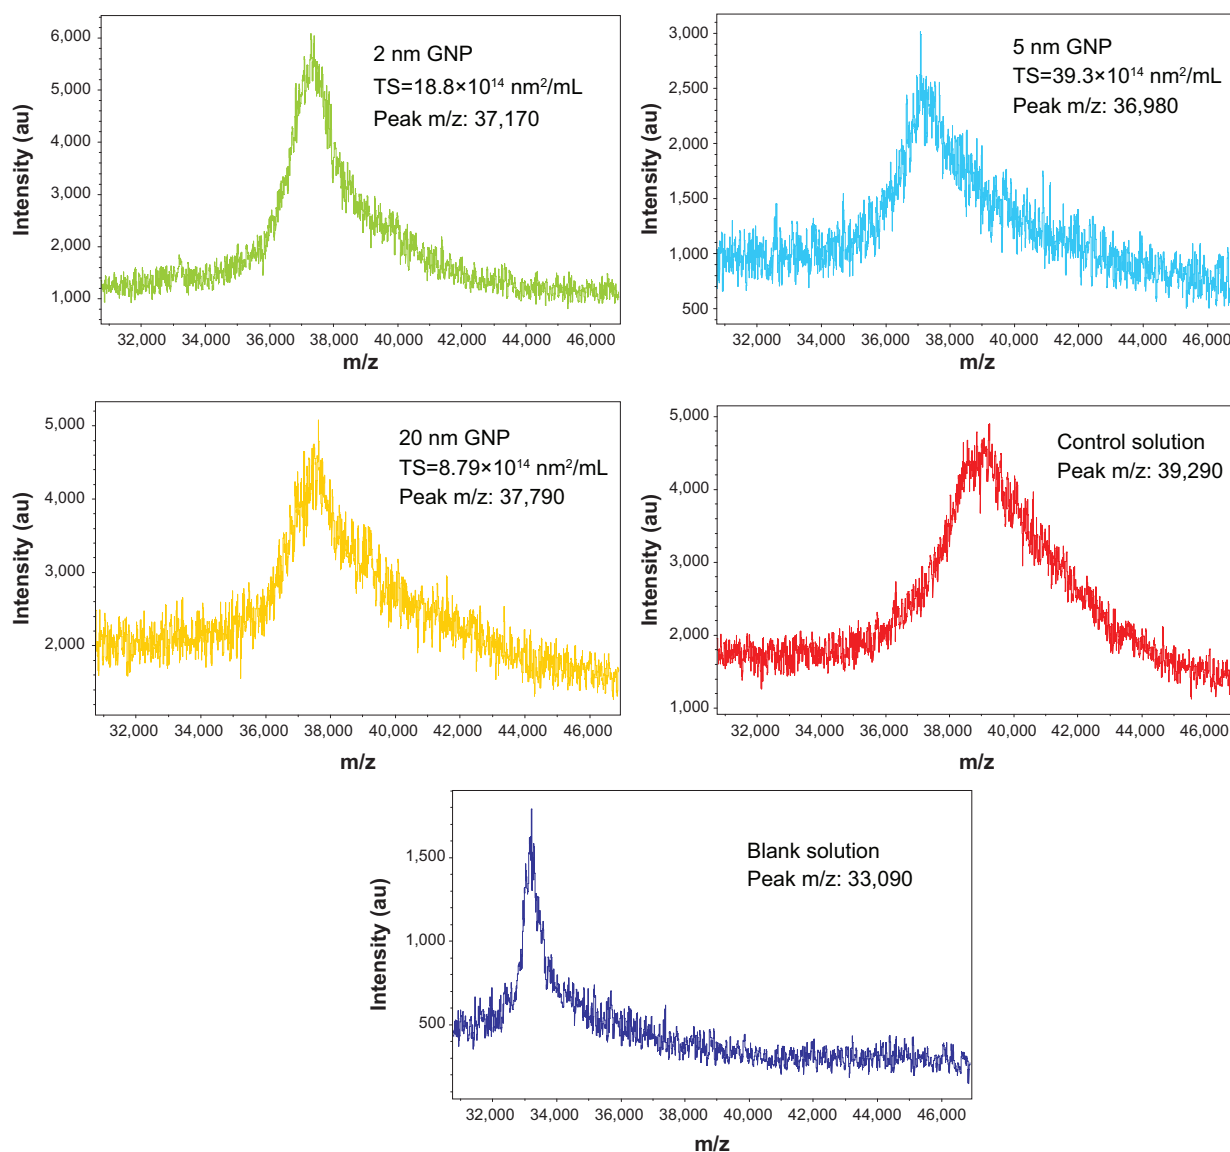 6,000
5,000
4,000
3,000
2,000
1,000
Intensity (au)
2 nm GNP
TS=18.8×10¹⁴ nm²/mL
Peak m/z: 37,170
32,000 34,000 36,000 38,000 40,000 42,000 44,000 46,000
m/z
3,000
2,500
2,000
1,500
1,000
500
Intensity (au)
5 nm GNP
TS=39.3×10¹⁴ nm²/mL
Peak m/z: 36,980
32,000 34,000 36,000 38,000 40,000 42,000 44,000 46,000
m/z
5,000
4,000
3,000
2,000
Intensity (au)
20 nm GNP
TS=8.79×10¹⁴ nm²/mL
Peak m/z: 37,790
32,000 34,000 36,000 38,000 40,000 42,000 44,000 46,000
m/z
5,000
4,000
3,000
2,000
1,000
Intensity (au)
Control solution
Peak m/z: 39,290
32,000 34,000 36,000 38,000 40,000 42,000 44,000 46,000
m/z
1,500
1,000
500
Intensity (au)
Blank solution
Peak m/z: 33,090
32,000 34,000 36,000 38,000 40,000 42,000 44,000 46,000
m/z